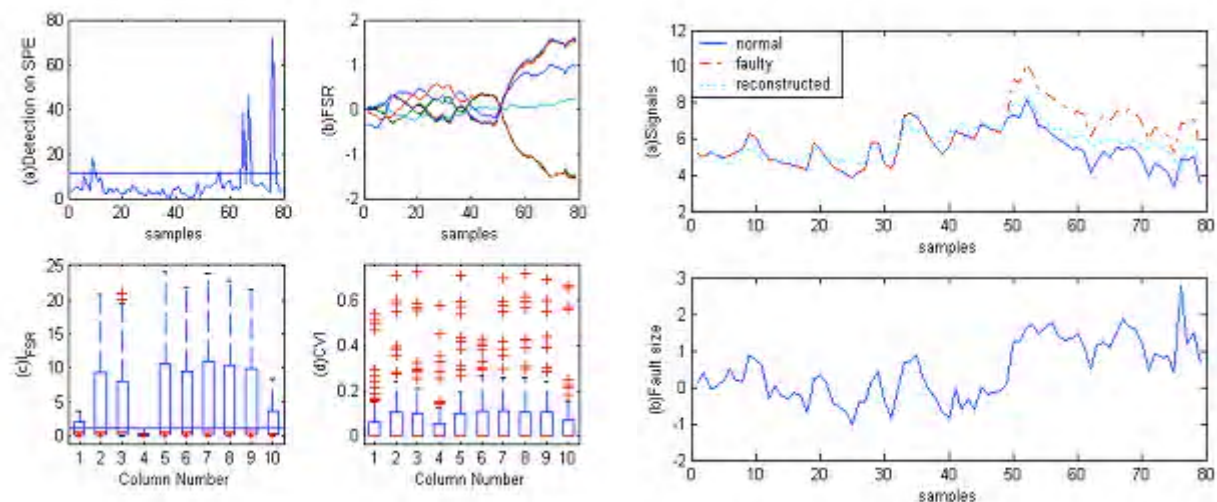 80
60
40
20
0
(a)Detection on SPE
0 20 40 60 80
samples
2
1
0
-1
-2
(b)FSR
0 20 40 60 80
samples
25
20
15
10
5
0
(c)I_FSR
1 2 3 4 5 6 7 8 9 10
Column Number
0.6
0.4
0.2
0
(d)CVI
1 2 3 4 5 6 7 8 9 10
Column Number
12
10
8
6
4
2
(a)Signals
normal
faulty
reconstructed
0 10 20 30 40 50 60 70 80
samples
3
2
1
0
-1
-2
(b)Fault size
0 10 20 30 40 50 60 70 80
samples